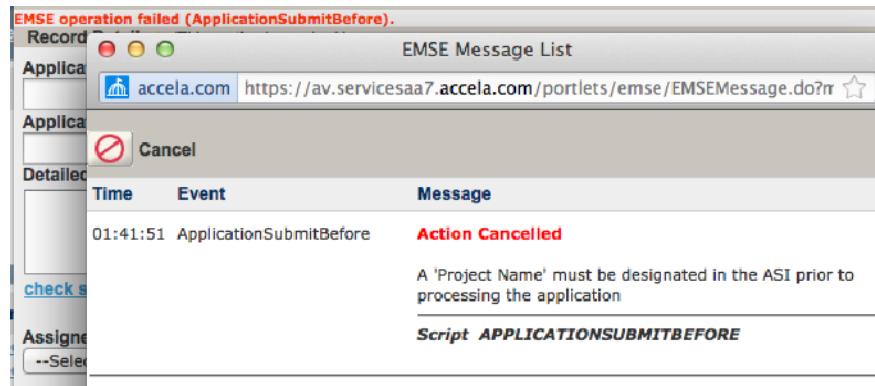 EMSE operation failed (ApplicationSubmitBefore).
Record
EMSE Message List
Applica
accela.com https://av.servicesaa7.accela.com/portlets/emse/EMSEMessage.do?m
Applica
Cancel
Detailed
Time Event Message
01:41:51 ApplicationSubmitBefore Action Cancelled
A 'Project Name' must be designated in the ASI prior to
processing the application
check s
Script APPLICATIONSUBMITBEFORE
Assigne
--Selec